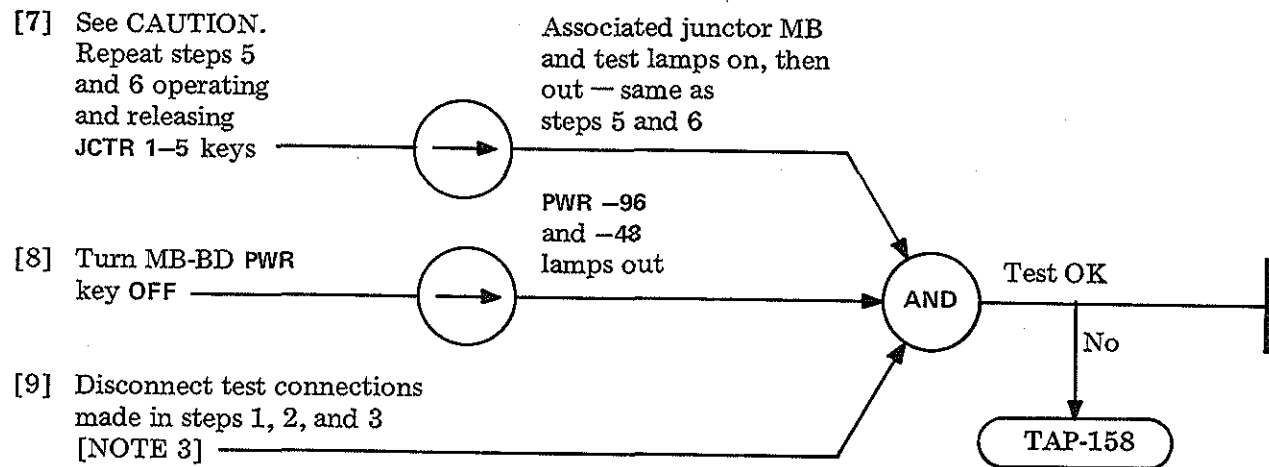 [7] See CAUTION.
Repeat steps 5
and 6 operating
and releasing
JCTR 1–5 keys
Associated junctor MB
and test lamps on, then
out — same as
steps 5 and 6
[8] Turn MB-BD PWR
key OFF
PWR –96
and –48
lamps out
[9] Disconnect test connections
made in steps 1, 2, and 3
[NOTE 3]
AND
Test OK
No
TAP-158